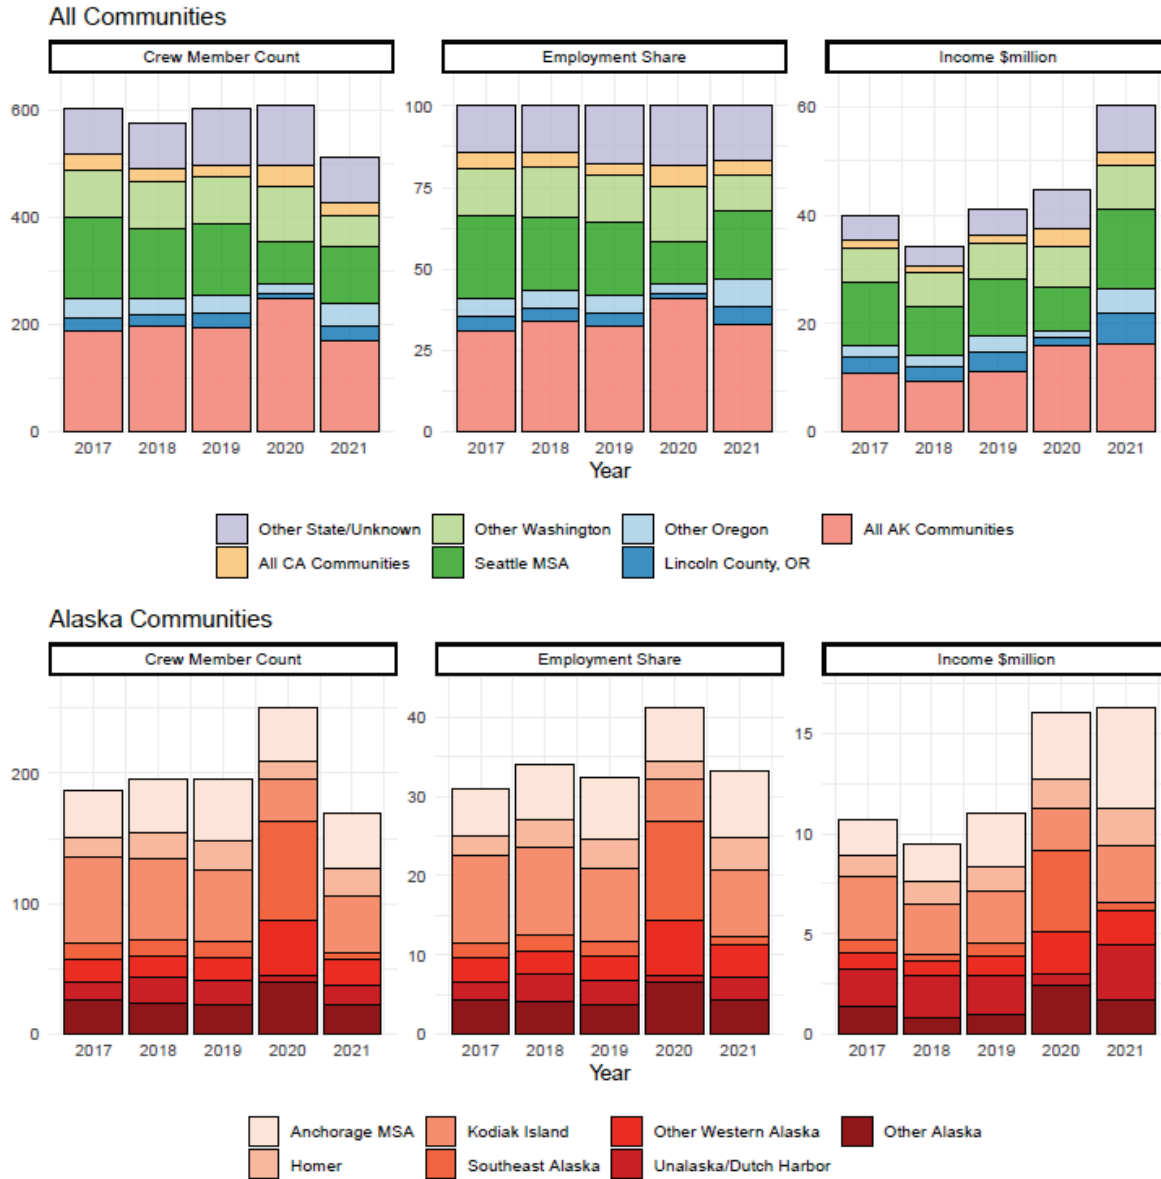 All Communities
Crew Member Count
Employment Share
Income $million
600
400
200
0
100
75
50
25
0
60
40
20
0
2017 2018 2019 2020 2021
2017 2018 2019 2020 2021
2017 2018 2019 2020 2021
Year
Other State/Unknown Other Washington Other Oregon All AK Communities
All CA Communities Seattle MSA Lincoln County, OR
Alaska Communities
Crew Member Count
Employment Share
Income $million
200
100
0
40
30
20
10
0
15
10
5
0
2017 2018 2019 2020 2021
2017 2018 2019 2020 2021
2017 2018 2019 2020 2021
Year
Anchorage MSA Kodiak Island Other Western Alaska Other Alaska
Homer Southeast Alaska Unalaska/Dutch Harbor